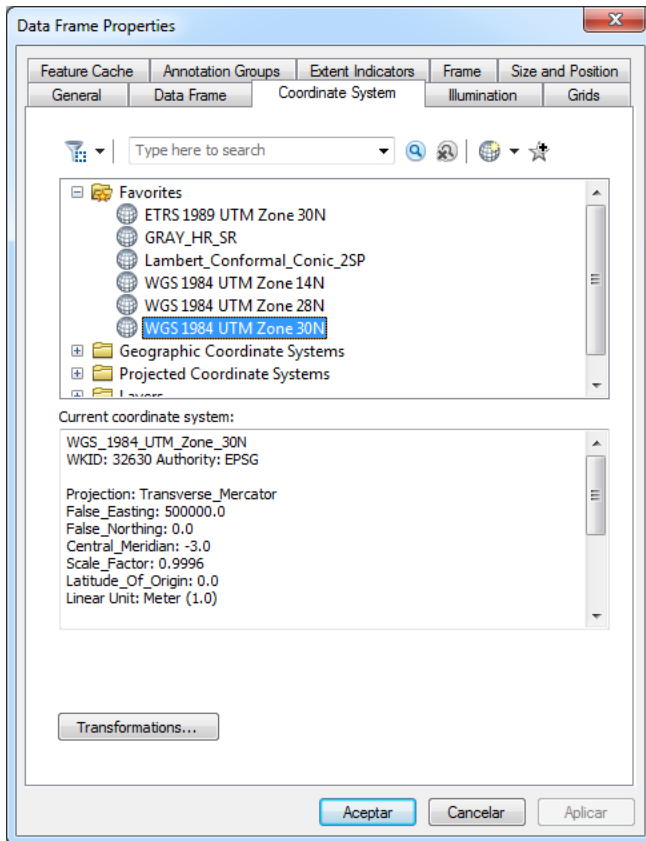 Data Frame Properties
Feature Cache Annotation Groups Extent Indicators Frame Size and Position
General Data Frame Coordinate System Illumination Grids
Type here to search
Favorites
ETRS 1989 UTM Zone 30N
GRAY_HR_SR
Lambert_Conformal_Conic_2SP
WGS 1984 UTM Zone 14N
WGS 1984 UTM Zone 28N
WGS 1984 UTM Zone 30N
Geographic Coordinate Systems
Projected Coordinate Systems
Layers
Current coordinate system:
WGS_1984_UTM_Zone_30N
WKID: 32630 Authority: EPSG
Projection: Transverse_Mercator
False_Easting: 500000.0
False_Northing: 0.0
Central_Meridian: -3.0
Scale_Factor: 0.9996
Latitude_Of_Origin: 0.0
Linear Unit: Meter (1.0)
Transformations...
Aceptar Cancelar Aplicar